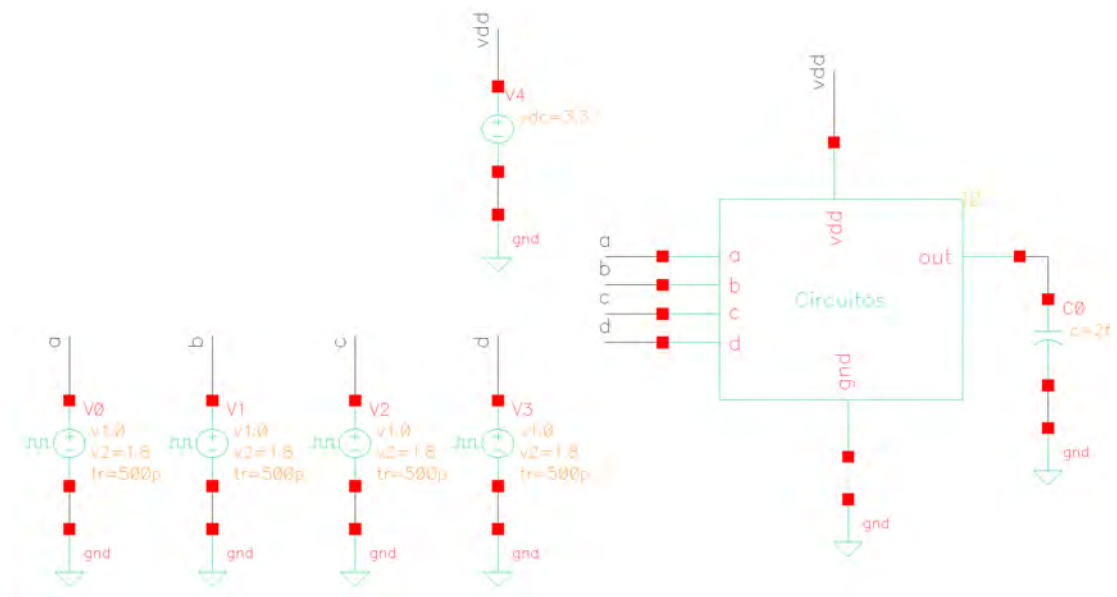 vdd
V4
vdc=3.3
gnd
vdd
vdd
a
b
c
d
a
b
c
d
out
Circuitos
gnd
gnd
C0
gnd
a
V0
v1:0
v2=1.8
tr=500p
gnd
b
V1
v1:0
v2=1.8
tr=500p
gnd
c
V2
v1:0
v2=1.8
tr=500p
gnd
d
V3
v1:0
v2=1.8
tr=500p
gnd